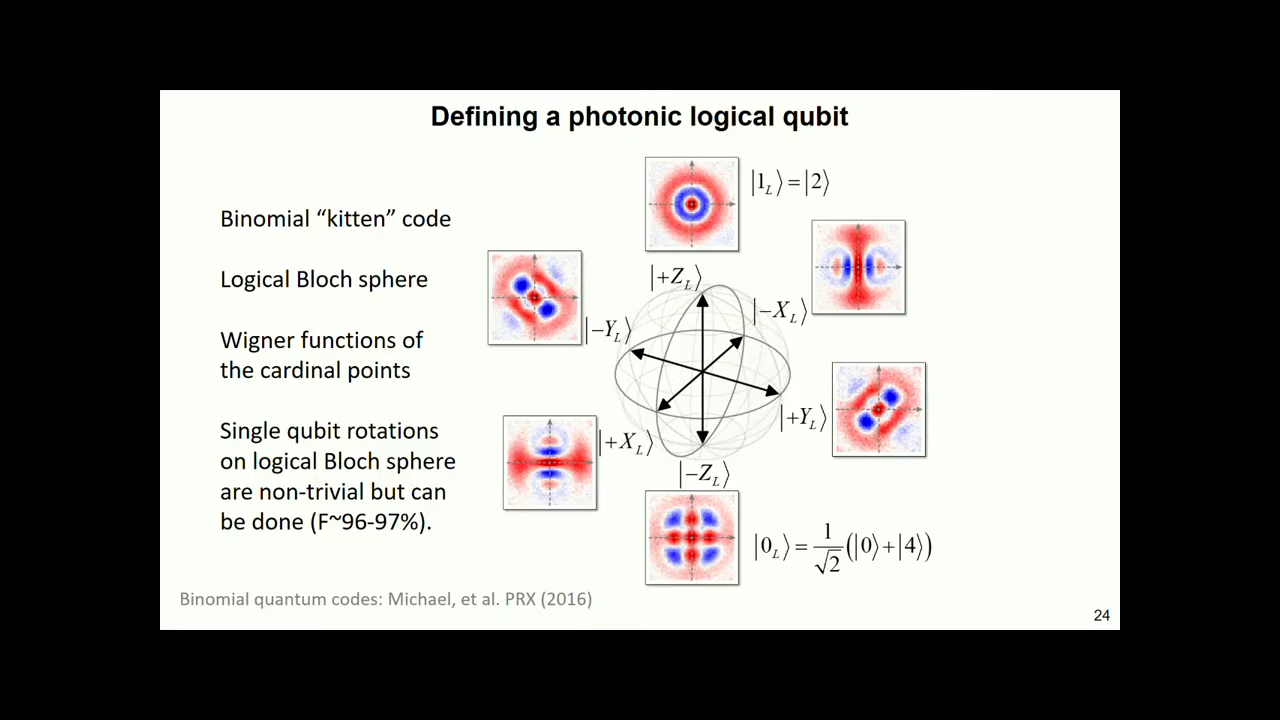 Defining a photonic logical qubit
|1_L⟩ = |2⟩
Binomial “kitten” code
Logical Bloch sphere
|+Z_L⟩
|−X_L⟩
|−Y_L⟩
Wigner functions of
the cardinal points
|+Y_L⟩
Single qubit rotations
|+X_L⟩
on logical Bloch sphere
|−Z_L⟩
are non-trivial but can
be done (F~96-97%).
|0_L⟩ = 1/√2 (|0⟩ + |4⟩)
Binomial quantum codes: Michael, et al. PRX (2016)
24